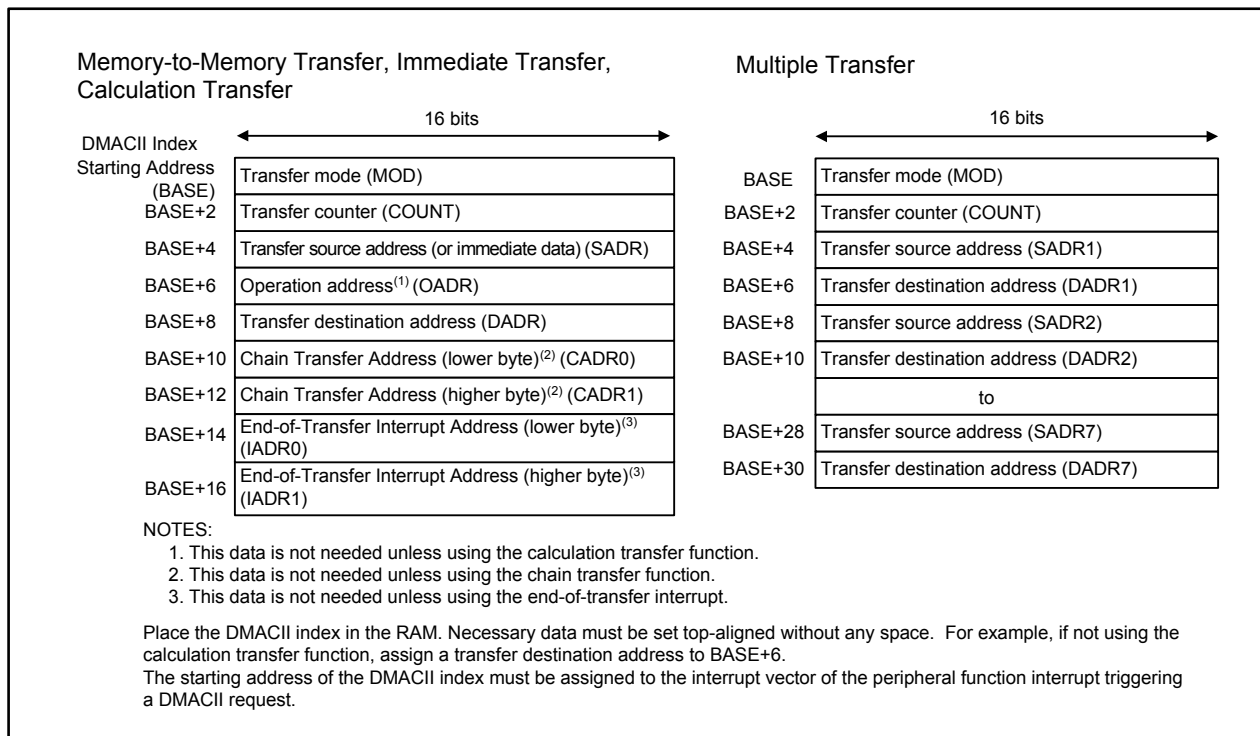 Memory-to-Memory Transfer, Immediate Transfer,
Calculation Transfer
16 bits
DMACII Index
Starting Address
(BASE)
Transfer mode (MOD)
BASE+2
Transfer counter (COUNT)
BASE+4
Transfer source address (or immediate data) (SADR)
BASE+6
Operation address(1) (OADR)
BASE+8
Transfer destination address (DADR)
BASE+10
Chain Transfer Address (lower byte)(2) (CADR0)
BASE+12
Chain Transfer Address (higher byte)(2) (CADR1)
BASE+14
End-of-Transfer Interrupt Address (lower byte)(3)
(IADR0)
BASE+16
End-of-Transfer Interrupt Address (higher byte)(3)
(IADR1)
Multiple Transfer
16 bits
BASE
Transfer mode (MOD)
BASE+2
Transfer counter (COUNT)
BASE+4
Transfer source address (SADR1)
BASE+6
Transfer destination address (DADR1)
BASE+8
Transfer source address (SADR2)
BASE+10
Transfer destination address (DADR2)
to
BASE+28
Transfer source address (SADR7)
BASE+30
Transfer destination address (DADR7)
NOTES:
1. This data is not needed unless using the calculation transfer function.
2. This data is not needed unless using the chain transfer function.
3. This data is not needed unless using the end-of-transfer interrupt.
Place the DMACII index in the RAM. Necessary data must be set top-aligned without any space. For example, if not using the
calculation transfer function, assign a transfer destination address to BASE+6.
The starting address of the DMACII index must be assigned to the interrupt vector of the peripheral function interrupt triggering
a DMACII request.